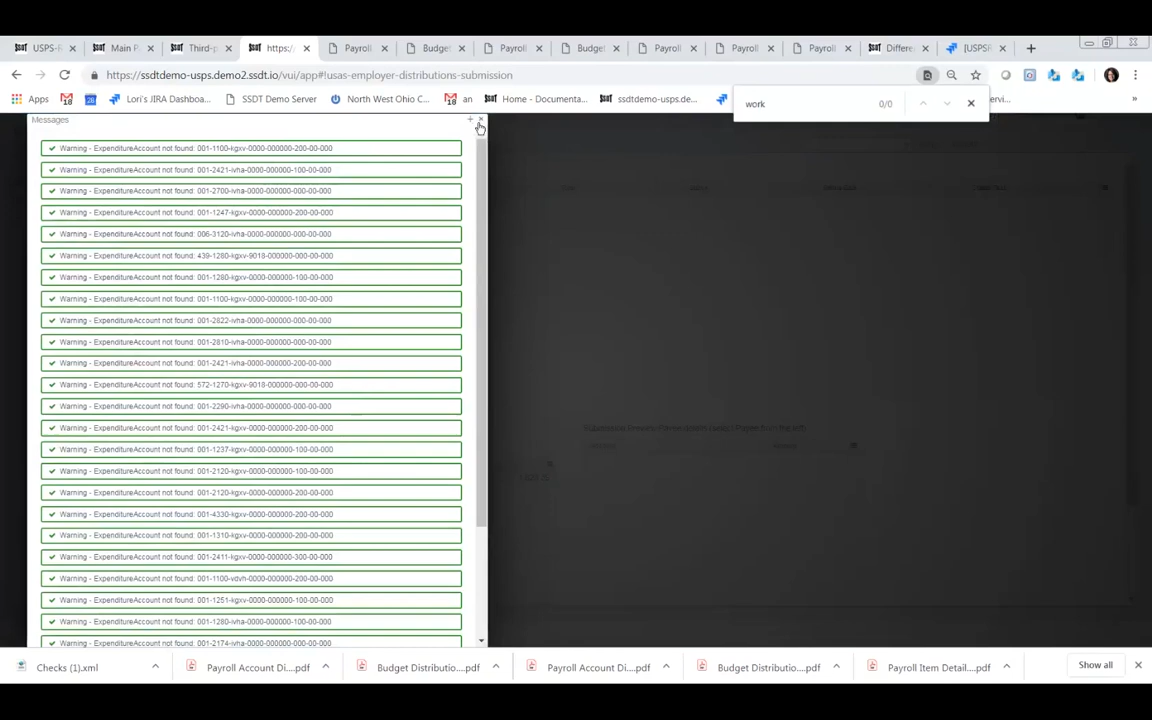 USPS-R
Main P
Third-p
https:/
Payroll
Budge
Payroll
Budge
Payroll
Payroll
Payroll
Differe
[USPSR
https://ssdtdemo-usps.demo2.ssdt.io/vui/app#!usas-employer-distributions-submission
Apps
Lori's JIRA Dashboa...
SSDT Demo Server
North West Ohio C...
an
Home - Documenta...
ssdtdemo-usps.de...
work
0/0
Messages
Warning - ExpenditureAccount not found: 001-1100-kgxv-0000-000000-200-00-000
Warning - ExpenditureAccount not found: 001-2421-ivha-0000-000000-100-00-000
Warning - ExpenditureAccount not found: 001-2700-ivha-0000-000000-000-00-000
Warning - ExpenditureAccount not found: 001-1247-kgxv-0000-000000-200-00-000
Warning - ExpenditureAccount not found: 006-3120-ivha-0000-000000-000-00-000
Warning - ExpenditureAccount not found: 439-1280-kgxv-9018-000000-000-00-000
Warning - ExpenditureAccount not found: 001-1280-kgxv-0000-000000-100-00-000
Warning - ExpenditureAccount not found: 001-1100-kgxv-0000-000000-100-00-000
Warning - ExpenditureAccount not found: 001-2822-ivha-0000-000000-000-00-000
Warning - ExpenditureAccount not found: 001-2810-ivha-0000-000000-000-00-000
Warning - ExpenditureAccount not found: 001-2421-ivha-0000-000000-200-00-000
Warning - ExpenditureAccount not found: 572-1270-kgxv-9018-000000-000-00-000
Warning - ExpenditureAccount not found: 001-2290-ivha-0000-000000-000-00-000
Warning - ExpenditureAccount not found: 001-2421-kgxv-0000-000000-200-00-000
Warning - ExpenditureAccount not found: 001-1237-kgxv-0000-000000-100-00-000
Warning - ExpenditureAccount not found: 001-2120-kgxv-0000-000000-100-00-000
Warning - ExpenditureAccount not found: 001-2120-kgxv-0000-000000-200-00-000
Warning - ExpenditureAccount not found: 001-4330-kgxv-0000-000000-200-00-000
Warning - ExpenditureAccount not found: 001-1310-kgxv-0000-000000-200-00-000
Warning - ExpenditureAccount not found: 001-2411-kgxv-0000-000000-300-00-000
Warning - ExpenditureAccount not found: 001-1100-vdvh-0000-000000-200-00-000
Warning - ExpenditureAccount not found: 001-1251-kgxv-0000-000000-100-00-000
Warning - ExpenditureAccount not found: 001-1280-ivha-0000-000000-100-00-000
Warning - ExpenditureAccount not found: 001-2174-ivha-0000-000000-000-00-000
Checks (1).xml
Payroll Account Di....pdf
Budget Distributio....pdf
Payroll Account Di....pdf
Budget Distributio....pdf
Payroll Item Detail....pdf
Show all